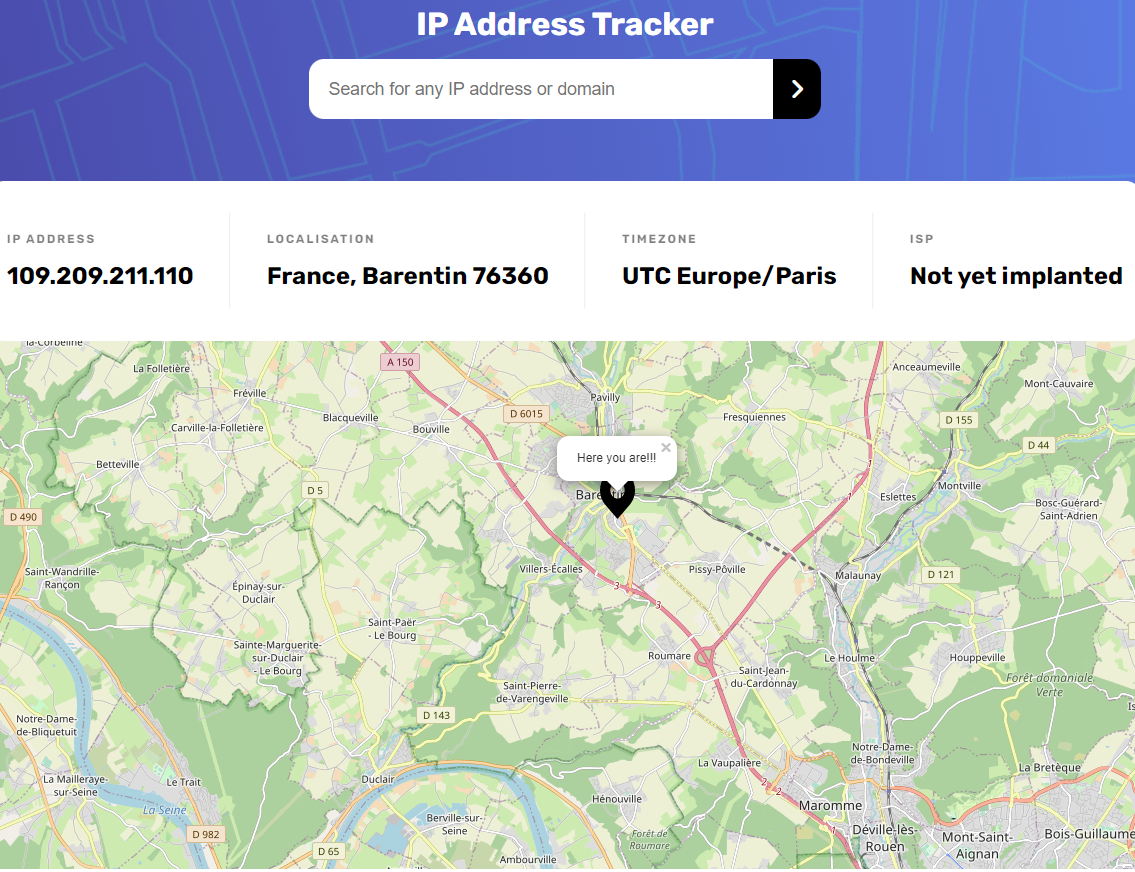 IP Address Tracker
Search for any IP address or domain
IP ADDRESS
LOCALISATION
TIMEZONE
ISP
109.209.211.110
France, Barentin 76360
UTC Europe/Paris
Not yet implanted
la-Corbeline
La Folletière
A 150
Anceaumeville
Mont-Cauvaire
Fréville
Pavilly
Blacqueville
D 6015
Fresquiennes
D 155
Carville-la-Folletière
Bouville
D 44
Here you are!!!
×
Betteville
D 5
Montville
Eslettes
1
Bosc-Guérard-
Saint-Adrien
D 490
Saint-Wandrille-
Rançon
Villers-Écalles
Pissy-Pôville
Malaunay
D 121
3
3
Épinay-sur-
Duclair
Saint-Paër
- Le Bourg
Sainte-Marguerite-
sur-Duclair
- Le Bourg
Roumare
Le Houlme
Houppeville
Saint-Jean-
du-Cardonnay
Forêt domaniale
Verte
Saint-Pierre-
de-Varengeville
D 143
Notre-Dame-
de-Bliquetuit
Notre-Dame-
de-Bondeville
La Vaupalière
La Bretèque
La Mailleraye-
sur-Seine
Le Trait
Duclair
2
2
Hénouville
Maromme
La Seine
Berville-sur-
Seine
D 982
Forêt de
Roumare
1
Déville-lès-
Rouen
Mont-Saint-
Aignan
Bois-Guillaume
D 65
Ambourville